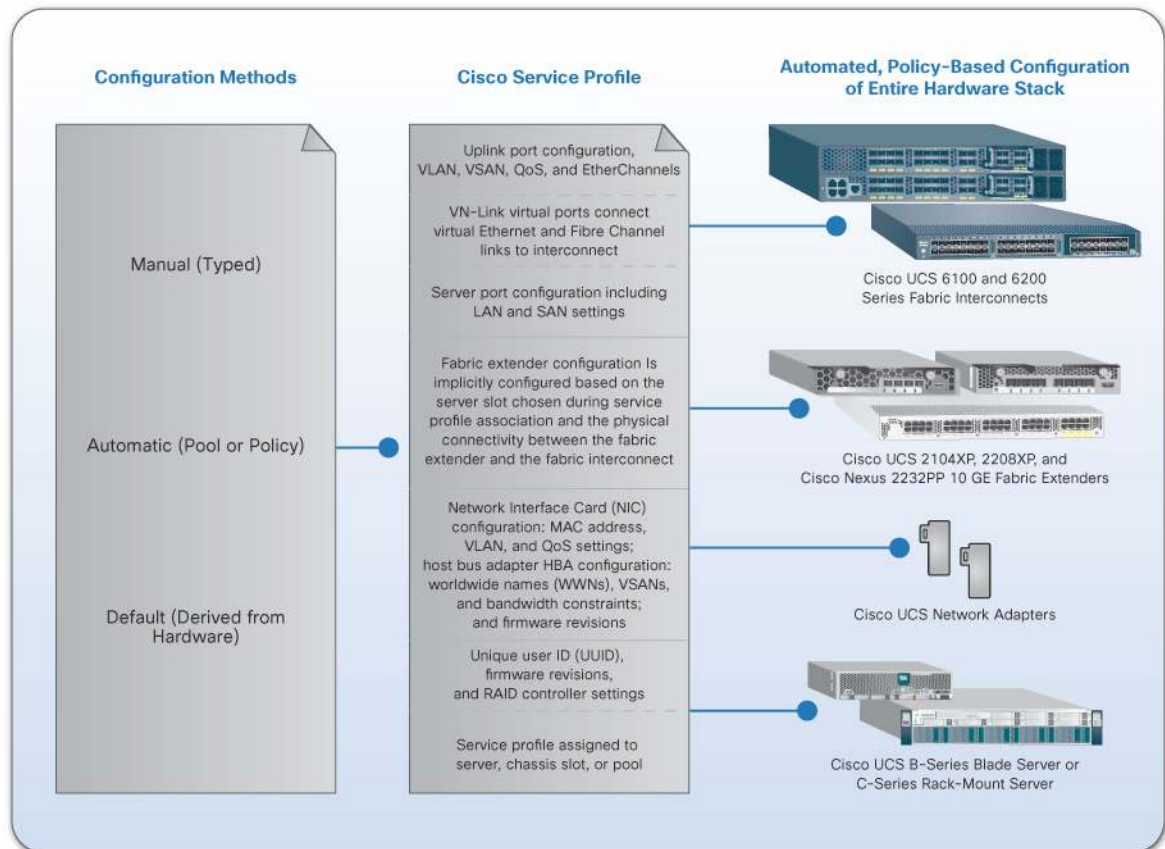 Configuration Methods
Manual (Typed)
Automatic (Pool or Policy)
Default (Derived from
Hardware)
Cisco Service Profile
Uplink port configuration,
VLAN, VSAN, QoS, and EtherChannels
VN-Link virtual ports connect
virtual Ethernet and Fibre Channel
links to interconnect
Server port configuration including
LAN and SAN settings
Fabric extender configuration Is
implicitly configured based on the
server slot chosen during service
profile association and the physical
connectivity between the fabric
extender and the fabric interconnect
Network Interface Card (NIC)
configuration: MAC address,
VLAN, and QoS settings;
host bus adapter HBA configuration:
worldwide names (WWNs), VSANs,
and bandwidth constraints;
and firmware revisions
Unique user ID (UUID),
firmware revisions,
and RAID controller settings
Service profile assigned to
server, chassis slot, or pool
Automated, Policy-Based Configuration
of Entire Hardware Stack
Cisco UCS 6100 and 6200
Series Fabric Interconnects
Cisco UCS 2104XP, 2208XP, and
Cisco Nexus 2232PP 10 GE Fabric Extenders
Cisco UCS Network Adapters
Cisco UCS B-Series Blade Server or
C-Series Rack-Mount Server